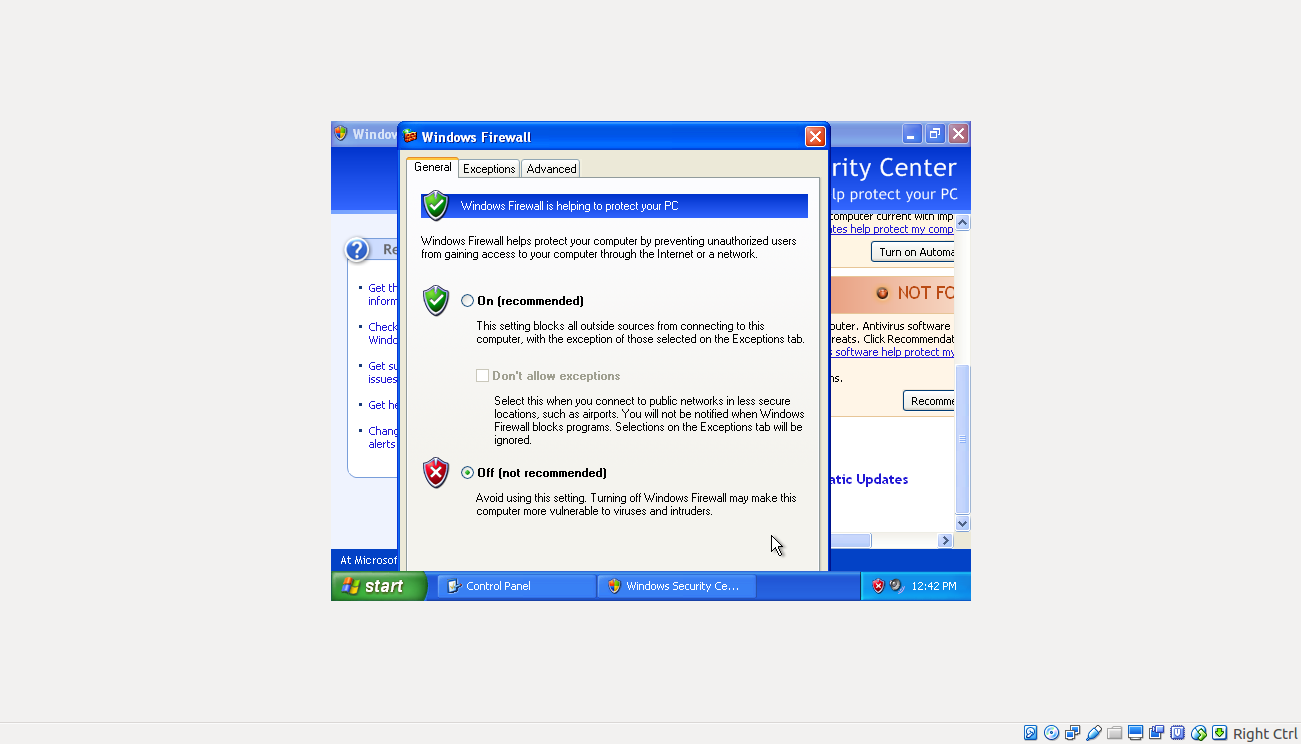 Windov
Windows Firewall
rity Center
lp protect your PC
General
Exceptions
Advanced
Windows Firewall is helping to protect your PC
Windows Firewall helps protect your computer by preventing unauthorized users
from gaining access to your computer through the Internet or a network.
On (recommended)
This setting blocks all outside sources from connecting to this
computer, with the exception of those selected on the Exceptions tab.
Don't allow exceptions
Select this when you connect to public networks in less secure
locations, such as airports. You will not be notified when Windows
Firewall blocks programs. Selections on the Exceptions tab will be
ignored.
Off (not recommended)
Avoid using this setting. Turning off Windows Firewall may make this
computer more vulnerable to viruses and intruders.
Re
Get th
inform
Check
Windo
Get su
issues
Get he
Chang
alerts
At Microsof
computer current with imp
ates help protect my comp
Turn on Automa
NOT FO
outer. Antivirus software
reats. Click Recommendat
s software help protect my
ns.
Recomme
atic Updates
start
Control Panel
Windows Security Ce...
12:42 PM
Right Ctrl